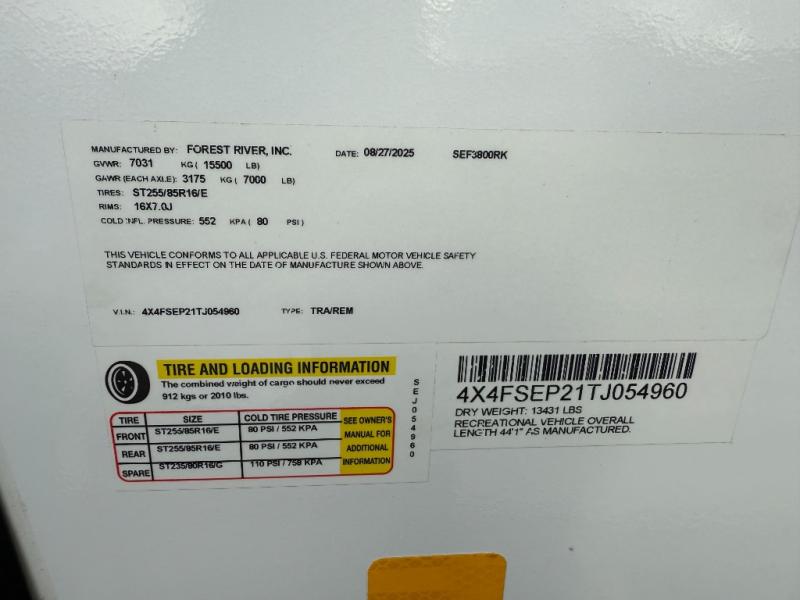 MANUFACTURED BY: FOREST RIVER, INC. DATE: 08/27/2025 SEF3800RK
GVWR: 7031 KG ( 15500 LB)
GAWR (EACH AXLE): 3175 KG ( 7000 LB)
TIRES: ST255/85R16/E
RIMS: 16X7.0J
COLD INFL. PRESSURE: 552 KPA ( 80 PSI )
THIS VEHICLE CONFORMS TO ALL APPLICABLE U.S. FEDERAL MOTOR VEHICLE SAFETY
STANDARDS IN EFFECT ON THE DATE OF MANUFACTURE SHOWN ABOVE.
V.I.N.: 4X4FSEP21TJ054960 TYPE: TRA/REM
TIRE AND LOADING INFORMATION
The combined weight of cargo should never exceed
912 kgs or 2010 lbs.
TIRE SIZE COLD TIRE PRESSURE
FRONT ST255/85R16/E 80 PSI / 552 KPA
REAR ST255/85R16/E 80 PSI / 552 KPA
SPARE ST235/80R16/G 110 PSI / 758 KPA
SEE OWNER'S
MANUAL FOR
ADDITIONAL
INFORMATION
SEJ054960
4X4FSEP21TJ054960
DRY WEIGHT: 13431 LBS
RECREATIONAL VEHICLE OVERALL
LENGTH 44'1" AS MANUFACTURED.